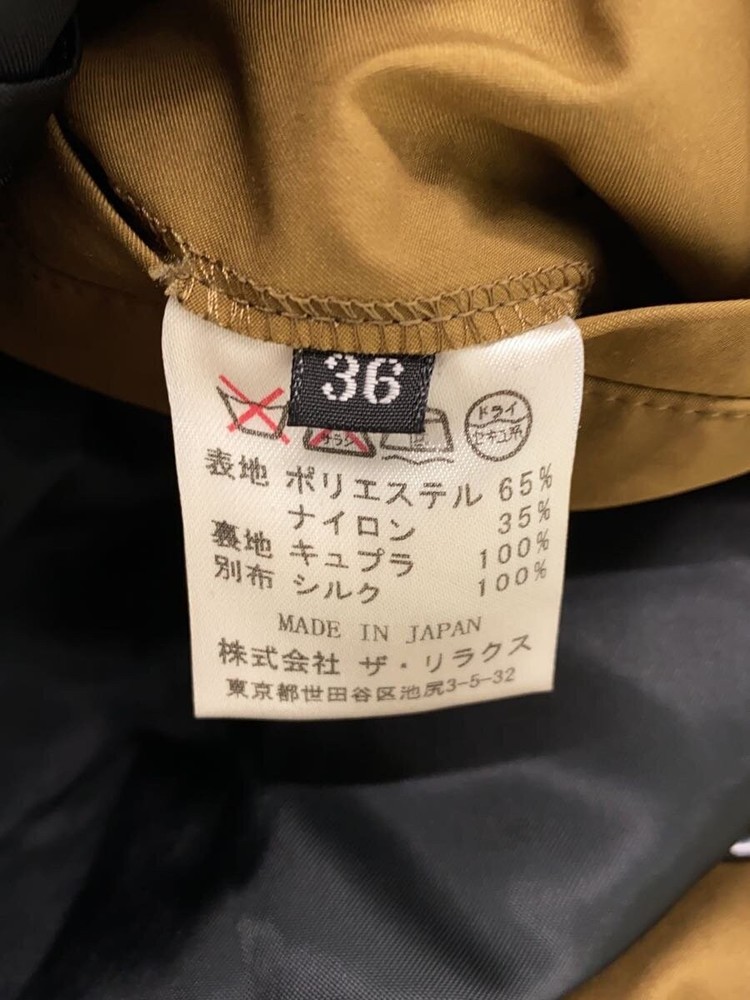 36
サラシ
ドライ
セキユ系
表地 ポリエステル 65%
ナイロン 35%
裏地 キュプラ 100%
別布 シルク 100%
MADE IN JAPAN
株式会社 ザ・リラクス
東京都世田谷区池尻3-5-32